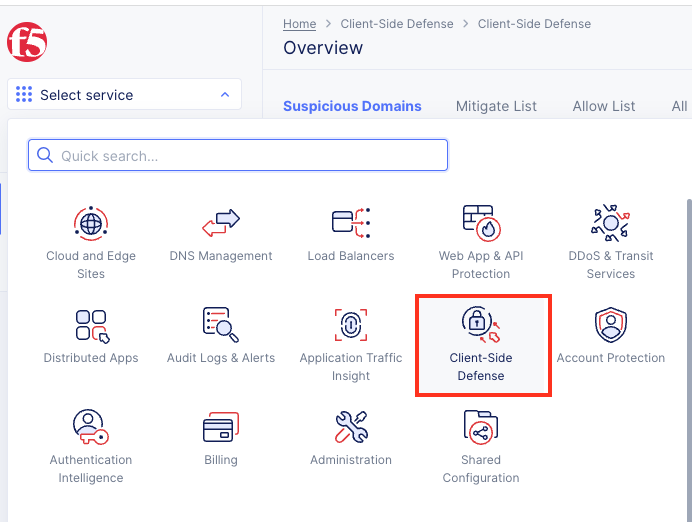 f5
Home > Client-Side Defense > Client-Side Defense
Overview
Select service
Suspicious Domains Mitigate List Allow List All
Quick search...
Cloud and Edge
Sites
DNS Management
Load Balancers
Web App & API
Protection
DDoS & Transit
Services
Distributed Apps
Audit Logs & Alerts
Application Traffic
Insight
Client-Side
Defense
Account Protection
Authentication
Intelligence
Billing
Administration
Shared
Configuration